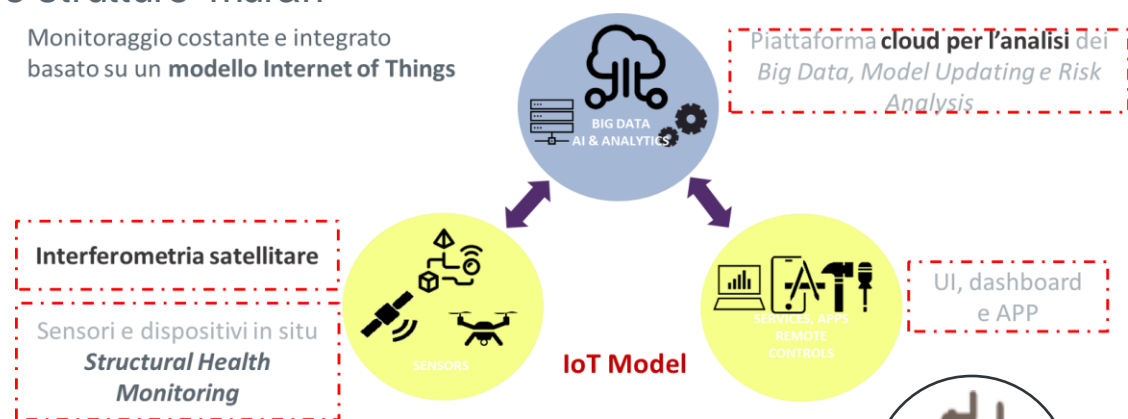 Monitoraggio costante e integrato
basato su un modello Internet of Things
Piattaforma cloud per l'analisi dei
Big Data, Model Updating e Risk
Analysis
BIG DATA
AI & ANALYTICS
Interferometria satellitare
Sensori e dispositivi in situ
Structural Health
Monitoring
SENSORS
IoT Model
SERVICES, APPS
REMOTE
CONTROLS
UI, dashboard
e APP